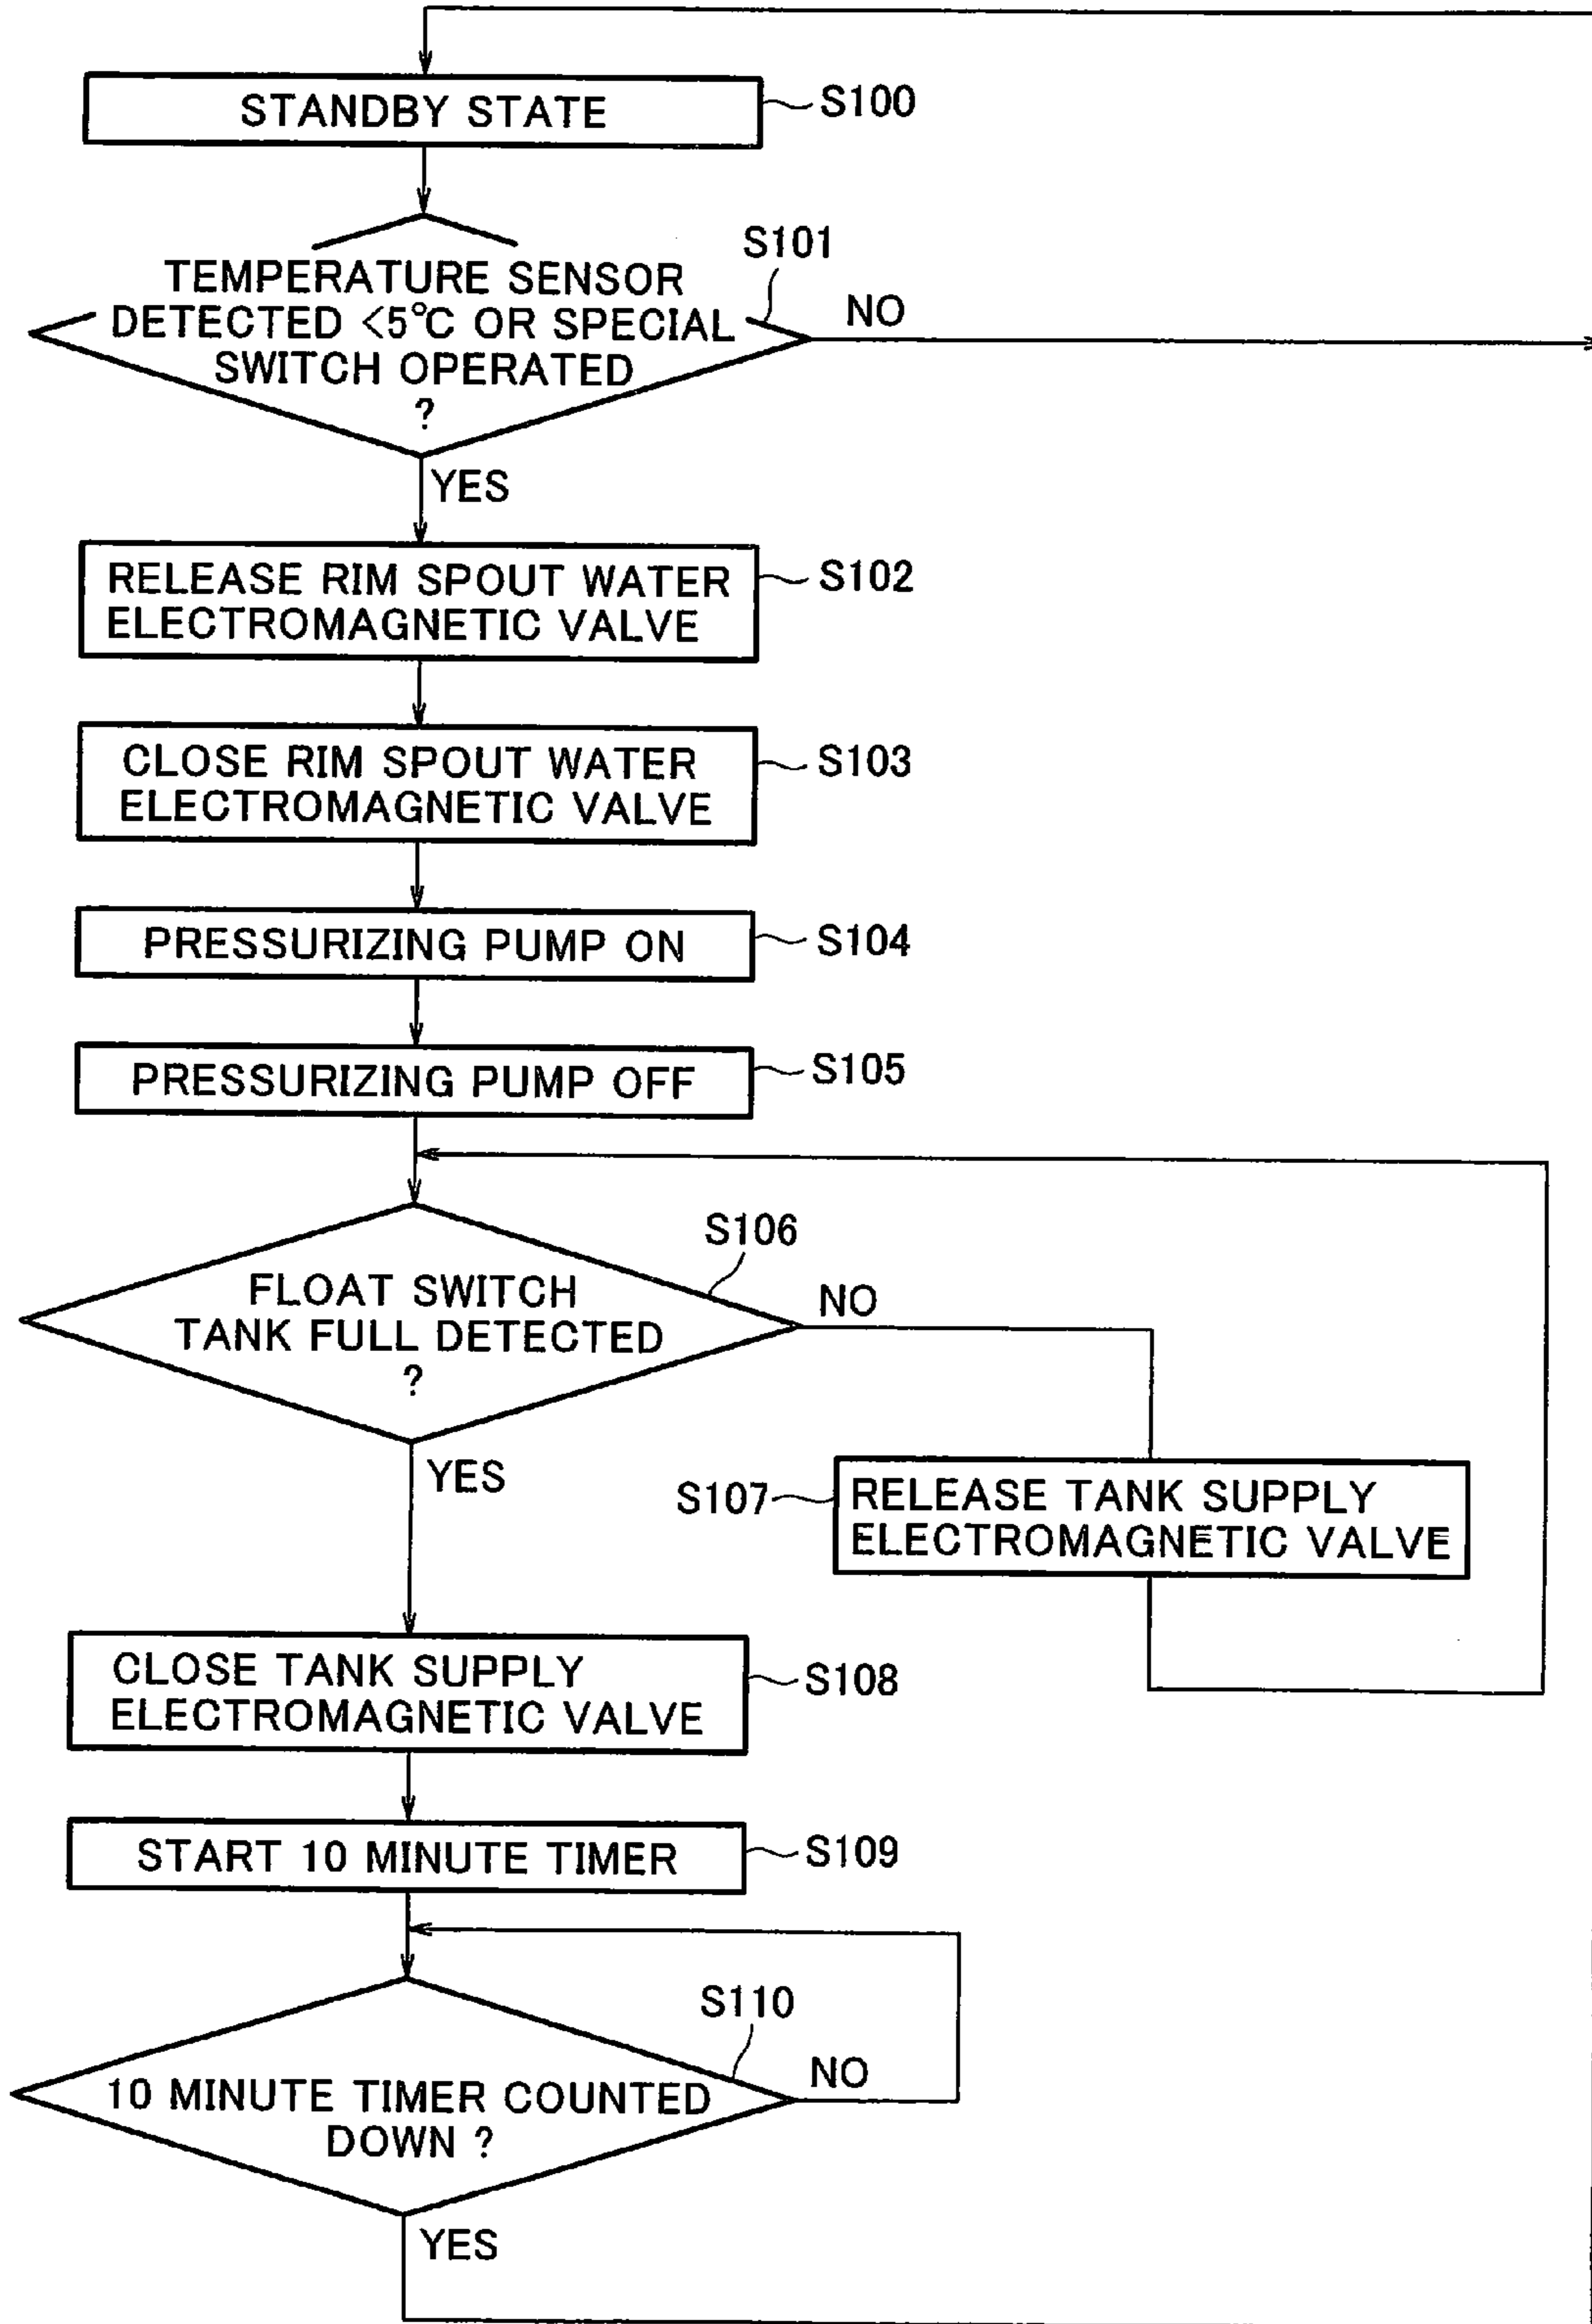 STANDBY STATE
S100
S101
TEMPERATURE SENSOR
DETECTED <5℃ OR SPECIAL
SWITCH OPERATED
?
NO
YES
RELEASE RIM SPOUT WATER
ELECTROMAGNETIC VALVE
S102
CLOSE RIM SPOUT WATER
ELECTROMAGNETIC VALVE
S103
PRESSURIZING PUMP ON
S104
PRESSURIZING PUMP OFF
S105
S106
FLOAT SWITCH
TANK FULL DETECTED
?
NO
YES
S107
RELEASE TANK SUPPLY
ELECTROMAGNETIC VALVE
CLOSE TANK SUPPLY
ELECTROMAGNETIC VALVE
S108
START 10 MINUTE TIMER
S109
S110
10 MINUTE TIMER COUNTED
DOWN ?
NO
YES